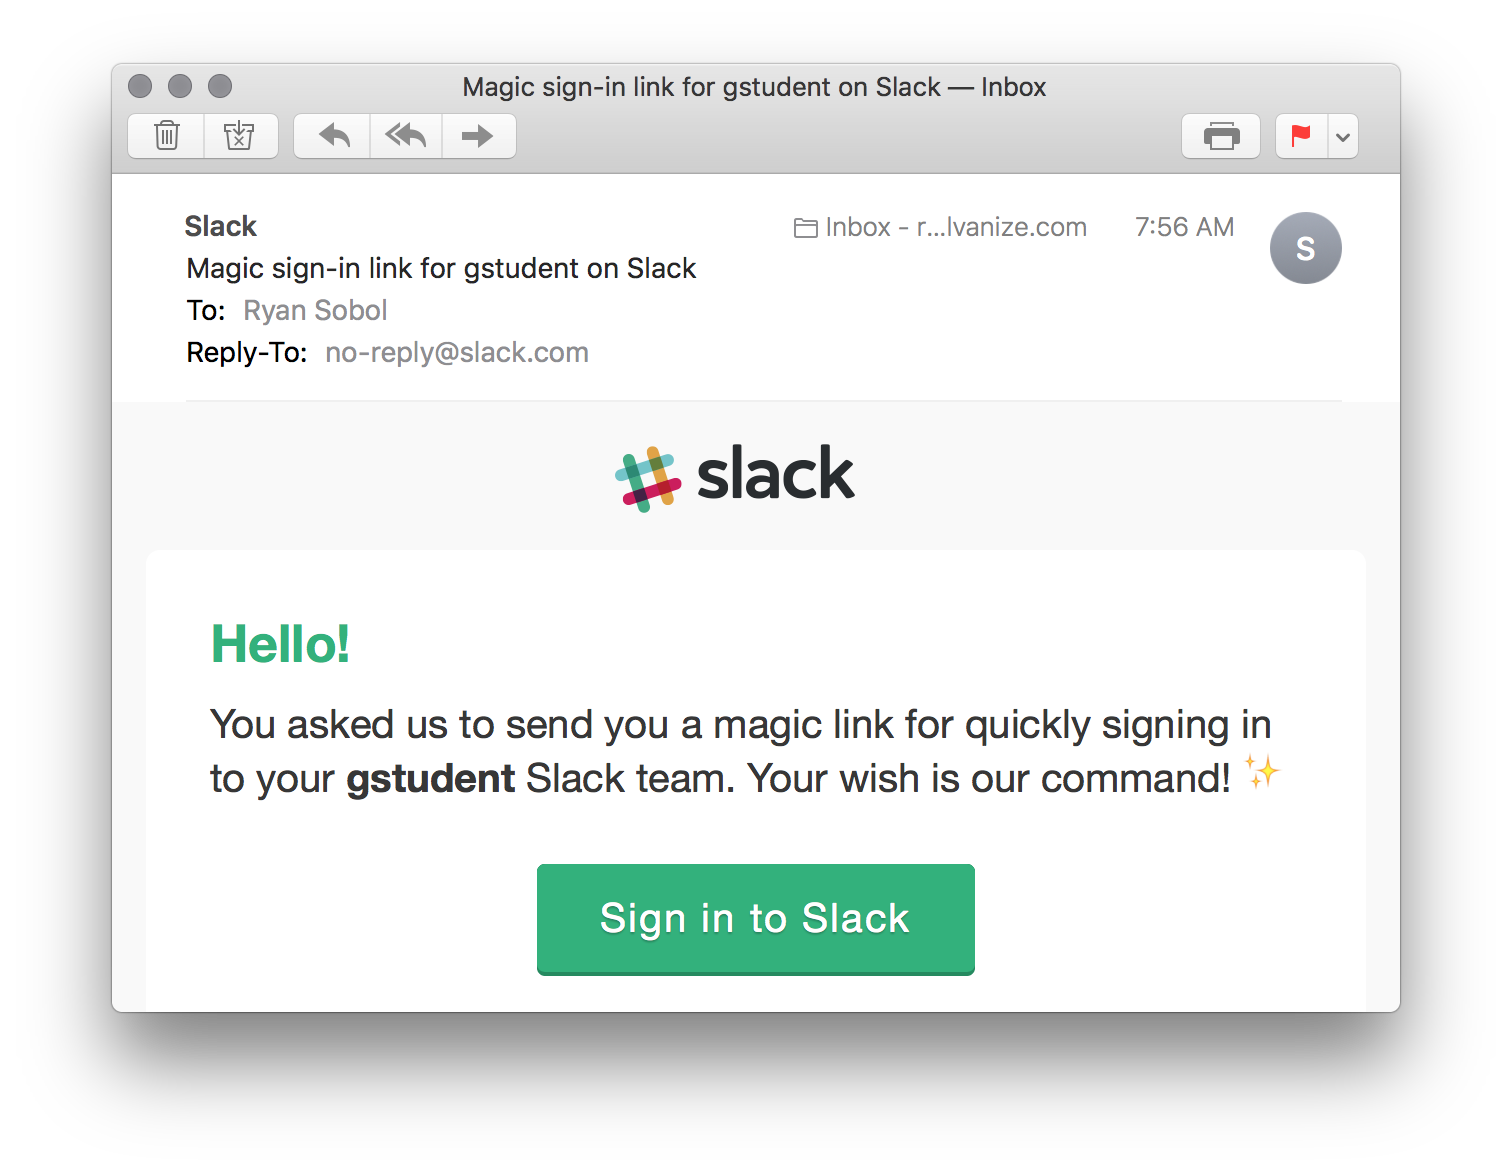 Magic sign-in link for gstudent on Slack — Inbox
Slack
Inbox - r...lvanize.com
7:56 AM
S
Magic sign-in link for gstudent on Slack
To: Ryan Sobol
Reply-To: no-reply@slack.com
slack
Hello!
You asked us to send you a magic link for quickly signing in
to your gstudent Slack team. Your wish is our command! ✨
Sign in to Slack